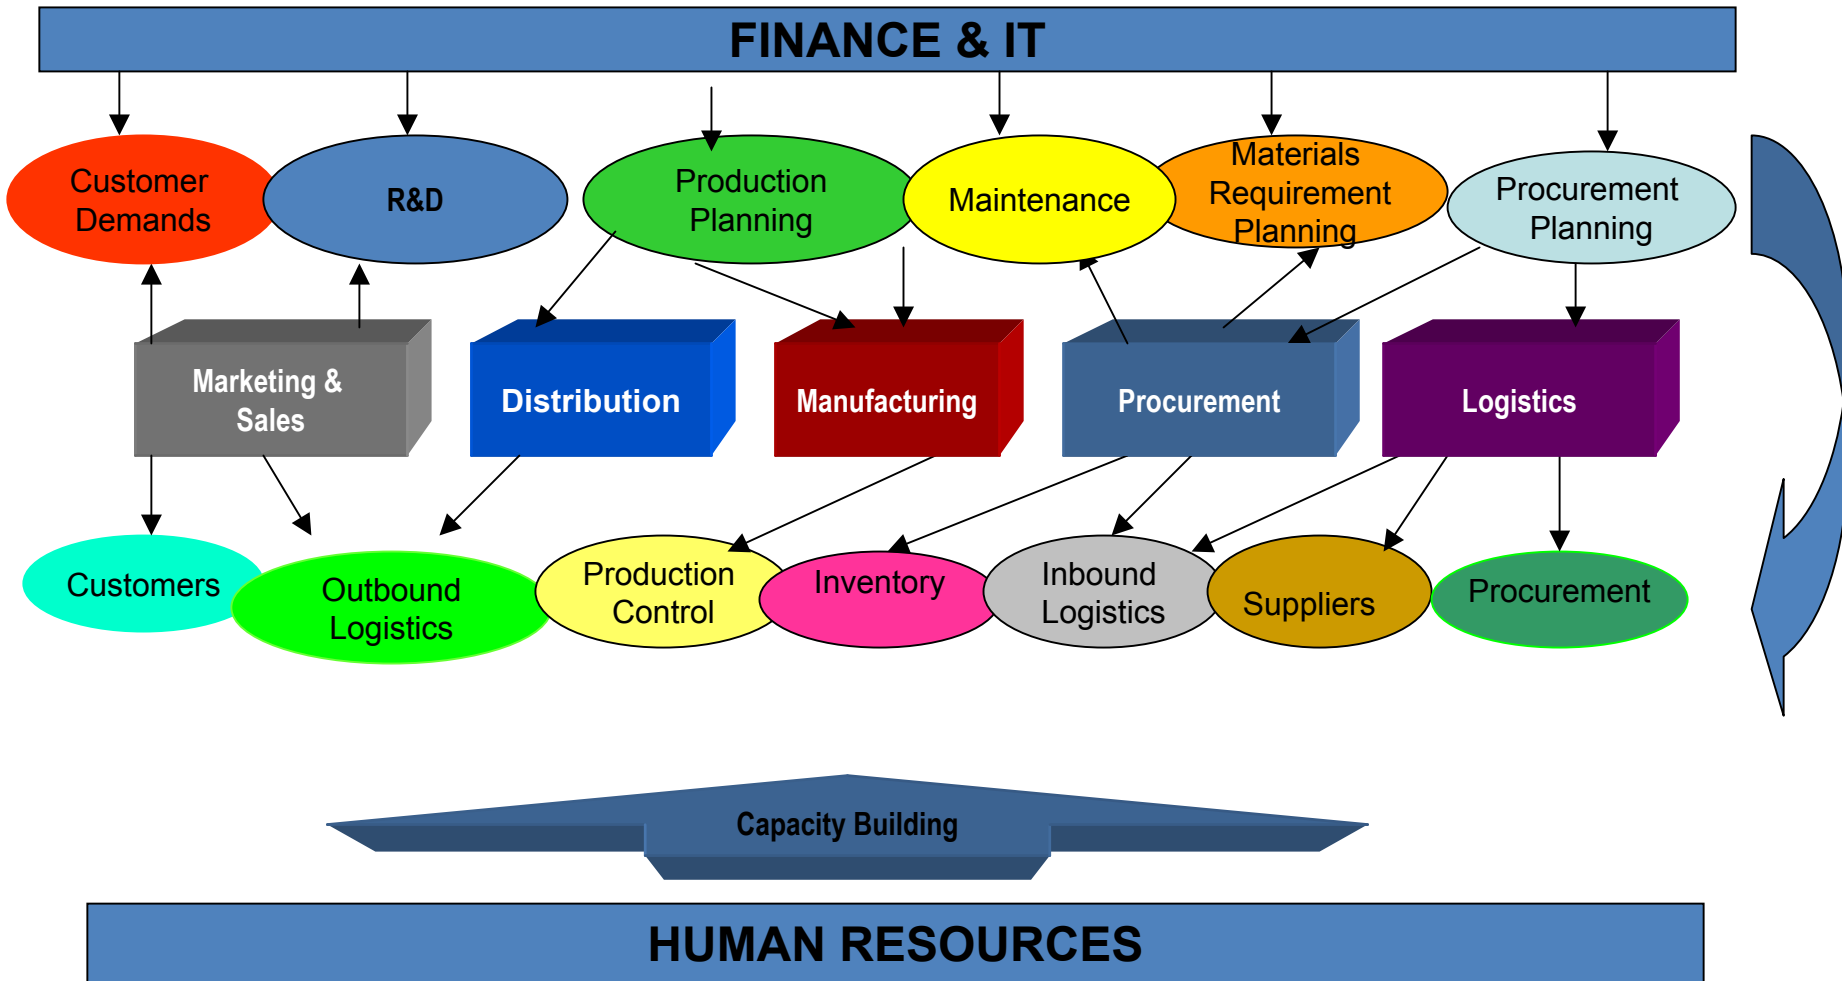 FINANCE & IT
Customer
Demands
R&D
Production
Planning
Maintenance
Materials
Requirement
Planning
Procurement
Planning
Marketing &
Sales
Distribution
Manufacturing
Procurement
Logistics
Customers
Outbound
Logistics
Production
Control
Inventory
Inbound
Logistics
Suppliers
Procurement
Capacity Building
HUMAN RESOURCES